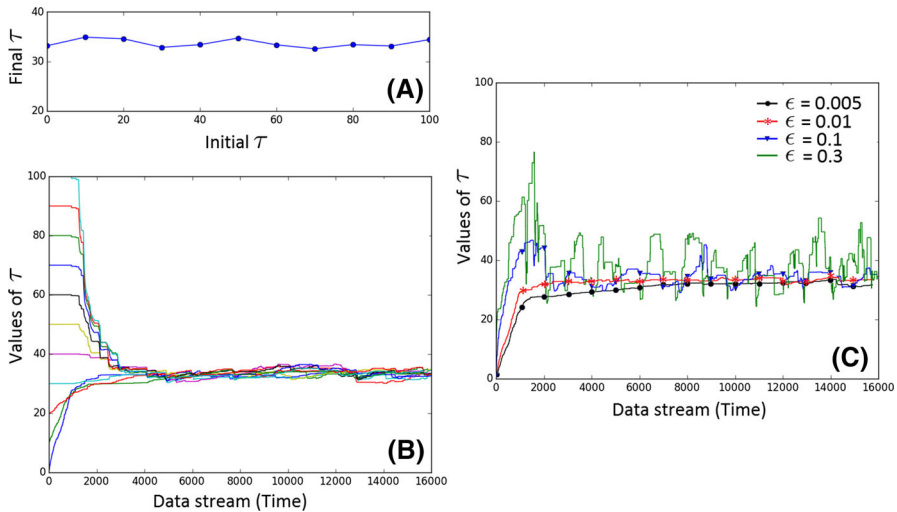 40
30
20
Final τ
0 20 40 60 80 100
Initial τ
(A)
100
80
60
40
20
0
Values of τ
0 2000 4000 6000 8000 10000 12000 14000 16000
Data stream (Time)
(B)
100
80
60
40
20
0
Values of τ
ϵ = 0.005
ϵ = 0.01
ϵ = 0.1
ϵ = 0.3
0 2000 4000 6000 8000 10000 12000 14000 16000
Data stream (Time)
(C)